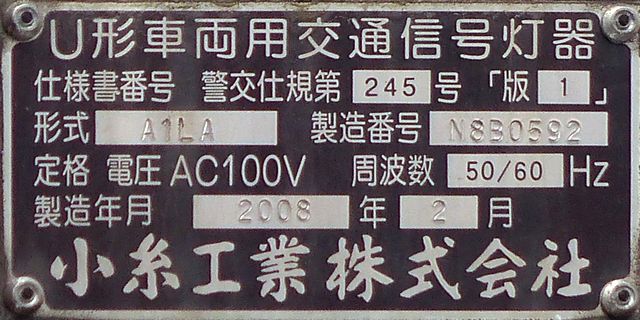 U形車両用交通信号灯器
仕様書番号 警交仕規第 245 号 「版 1 」
形式 A1LA 製造番号 N8B0592
定格 電圧 AC100V 周波数 50/60 Hz
製造年月 2008 年 2 月
小糸工業株式会社